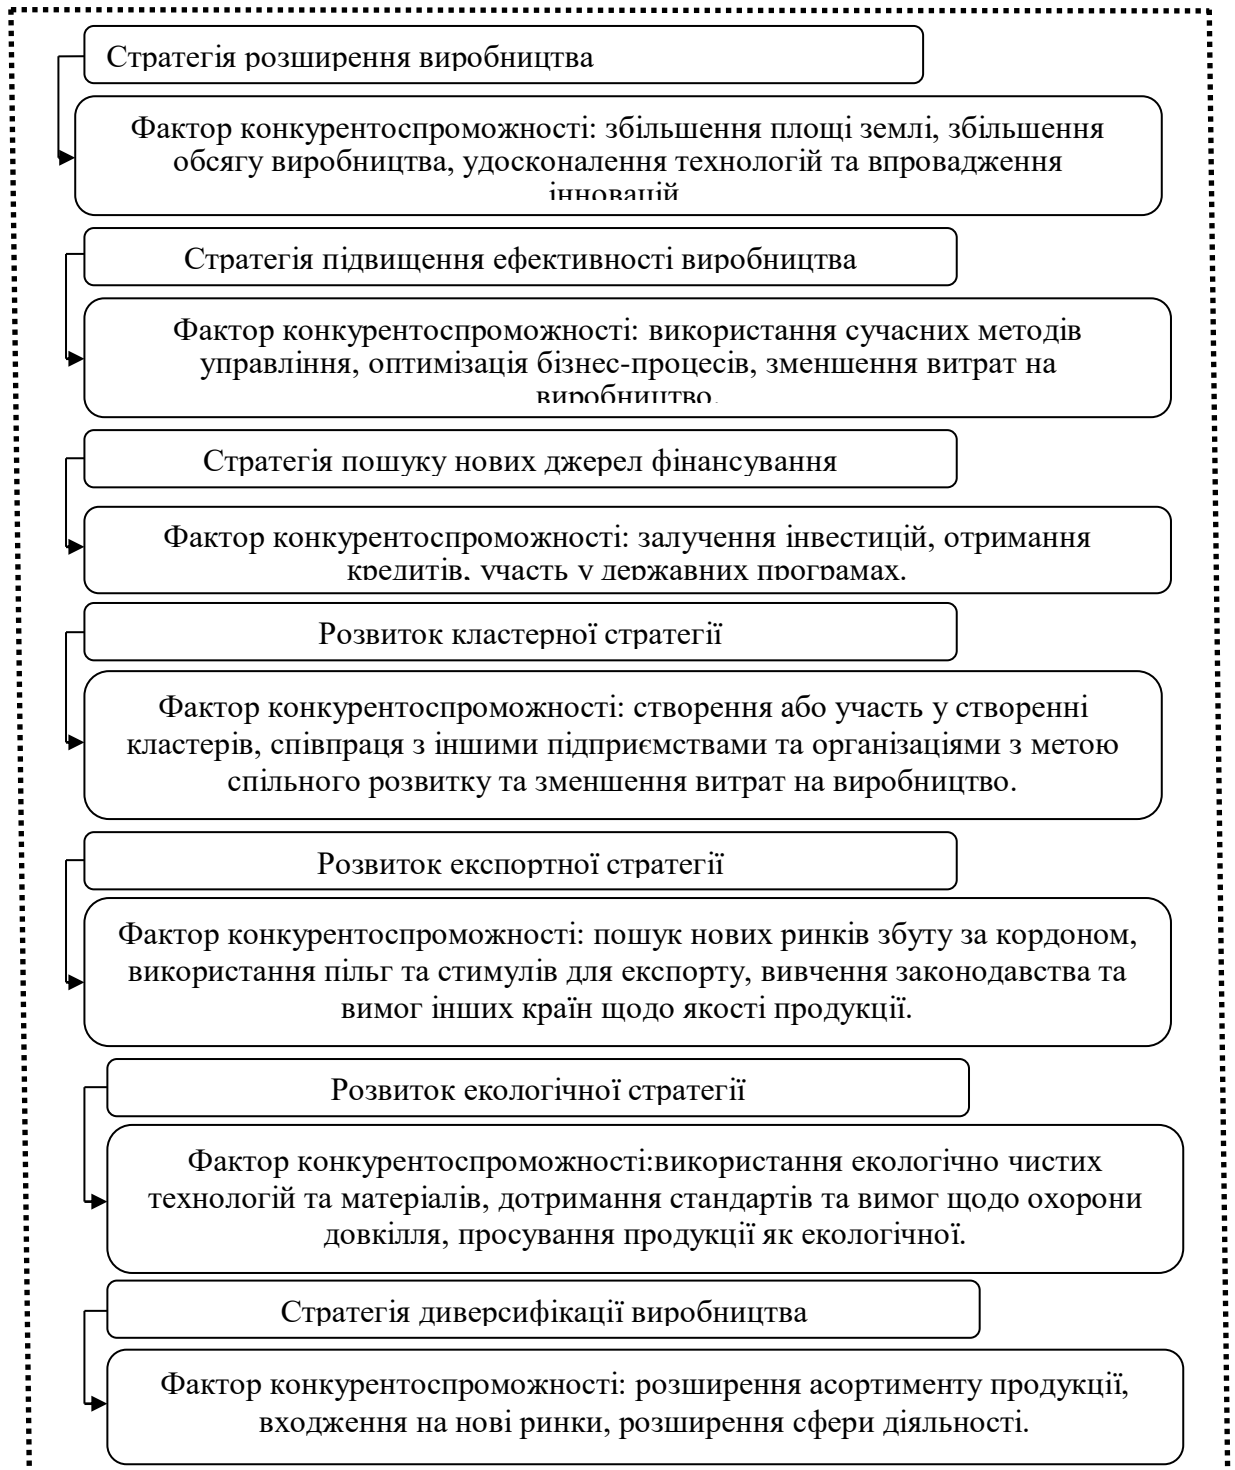 Стратегія розширення виробництва
Фактор конкурентоспроможності: збільшення площі землі, збільшення
обсягу виробництва, удосконалення технологій та впровадження
інновацій
Стратегія підвищення ефективності виробництва
Фактор конкурентоспроможності: використання сучасних методів
управління, оптимізація бізнес-процесів, зменшення витрат на
виробництво.
Стратегія пошуку нових джерел фінансування
Фактор конкурентоспроможності: залучення інвестицій, отримання
кредитів, участь у державних програмах.
Розвиток кластерної стратегії
Фактор конкурентоспроможності: створення або участь у створенні
кластерів, співпраця з іншими підприємствами та організаціями з метою
спільного розвитку та зменшення витрат на виробництво.
Розвиток експортної стратегії
Фактор конкурентоспроможності: пошук нових ринків збуту за кордоном,
використання пільг та стимулів для експорту, вивчення законодавства та
вимог інших країн щодо якості продукції.
Розвиток екологічної стратегії
Фактор конкурентоспроможності:використання екологічно чистих
технологій та матеріалів, дотримання стандартів та вимог щодо охорони
довкілля, просування продукції як екологічної.
Стратегія диверсифікації виробництва
Фактор конкурентоспроможності: розширення асортименту продукції,
входження на нові ринки, розширення сфери діяльності.